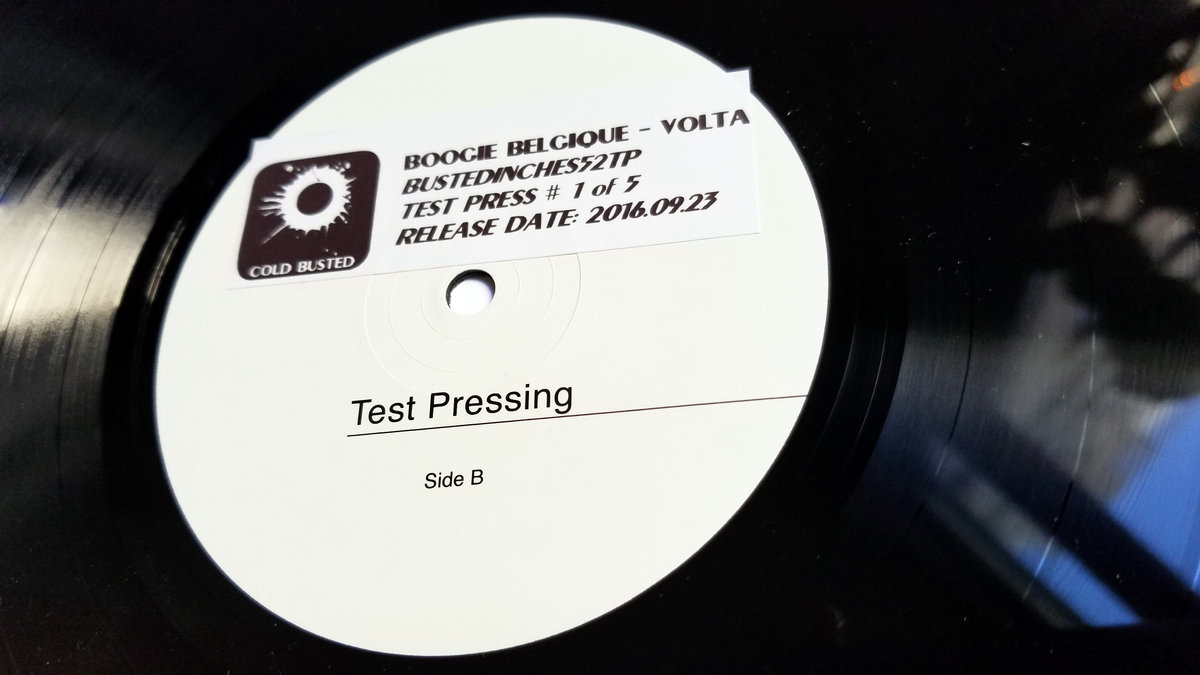 BOOGIE BELGIQUE - VOLTA
BUSTEDINCHES52TP
TEST PRESS # 1 of 5
RELEASE DATE: 2016.09.23
COLD BUSTED
Test Pressing
Side B